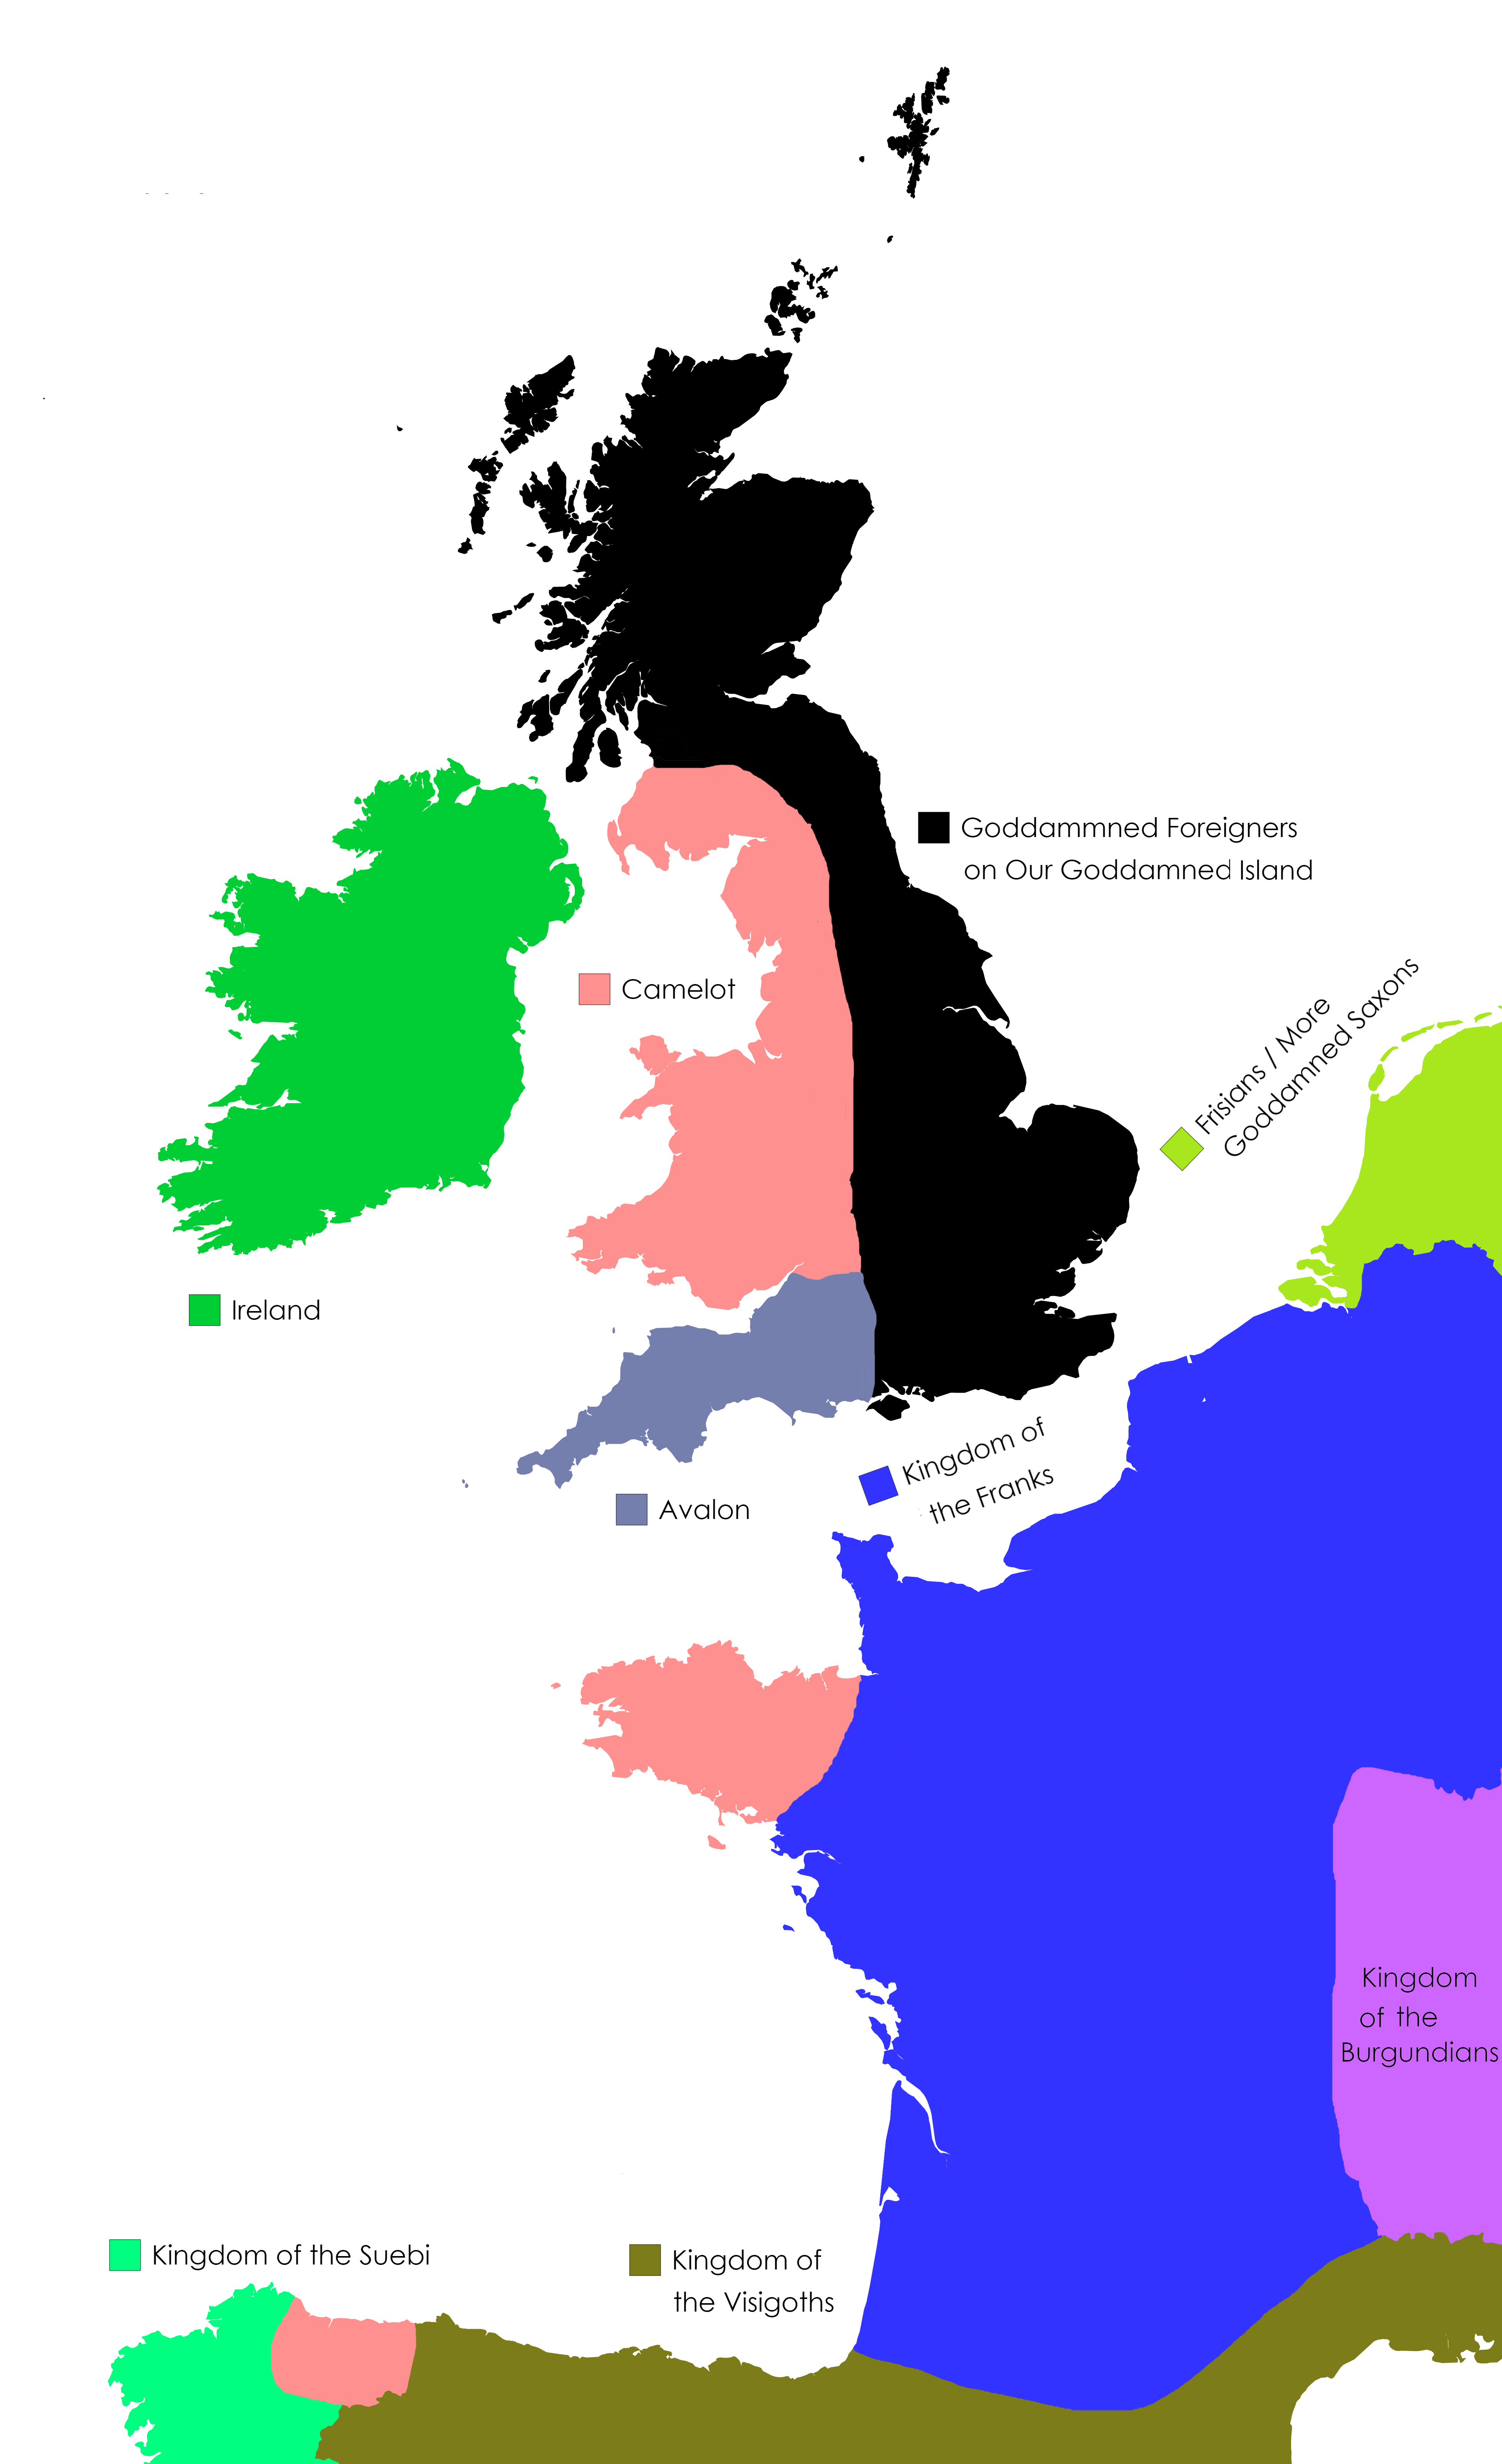 Goddammned Foreigners
on Our Goddamned Island
Camelot
Frisians / More
Goddamned Saxons
Ireland
Kingdom of
the Franks
Avalon
Kingdom
of the
Burgundians
Kingdom of the Suebi
Kingdom of
the Visigoths